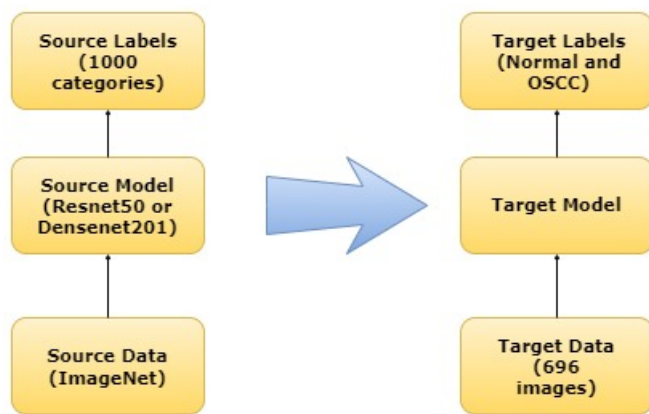 Source Labels
(1000
categories)
Target Labels
(Normal and
OSCC)
Source Model
(Resnet50 or
Densenet201)
Target Model
Source Data
(ImageNet)
Target Data
(696
images)